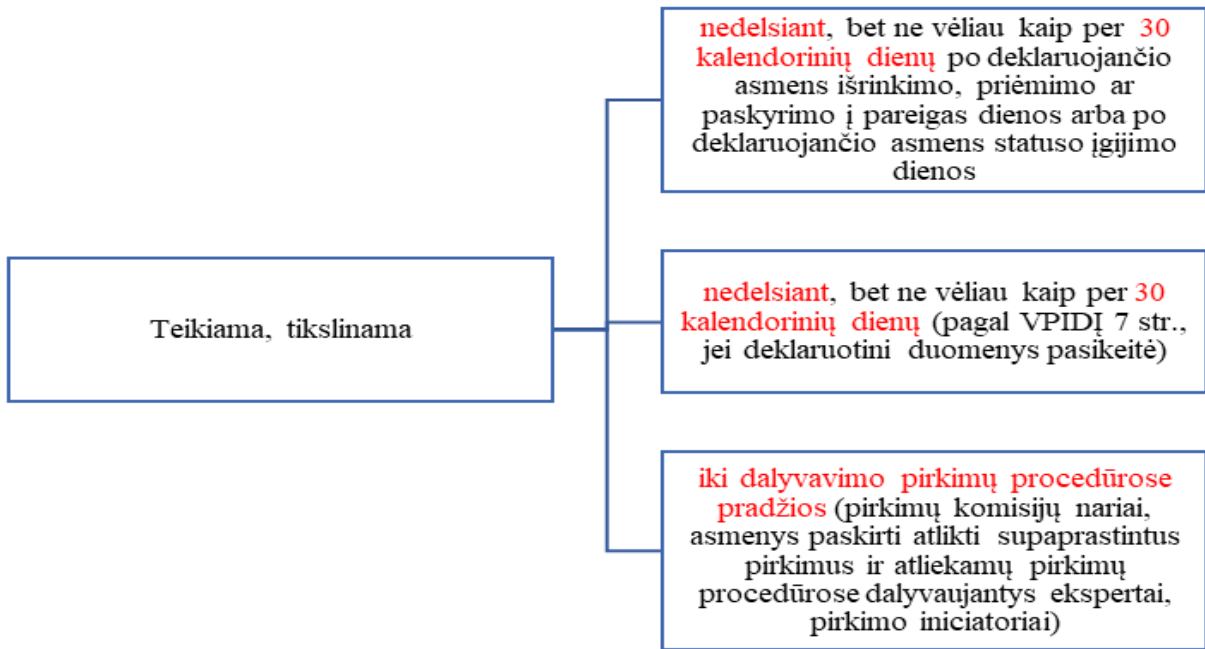 Teikiama, tikslinama
nedelsiant, bet ne vėliau kaip per 30
kalendorinių dienų po deklaruojančio
asmens išrinkimo, priėmimo ar
paskyrimo į pareigas dienos arba po
deklaruojančio asmens statuso įgijimo
dienos
nedelsiant, bet ne vėliau kaip per 30
kalendorinių dienų (pagal VPIDĮ 7 str.,
jei deklaruotini duomenys pasikeitė)
iki dalyvavimo pirkimų procedūrose
pradžios (pirkimų komisijų nariai,
asmenys paskirti atlikti supaprastintus
pirkimus ir atliekamų pirkimų
procedūrose dalyvaujantys ekspertai,
pirkimo iniciatoriai)